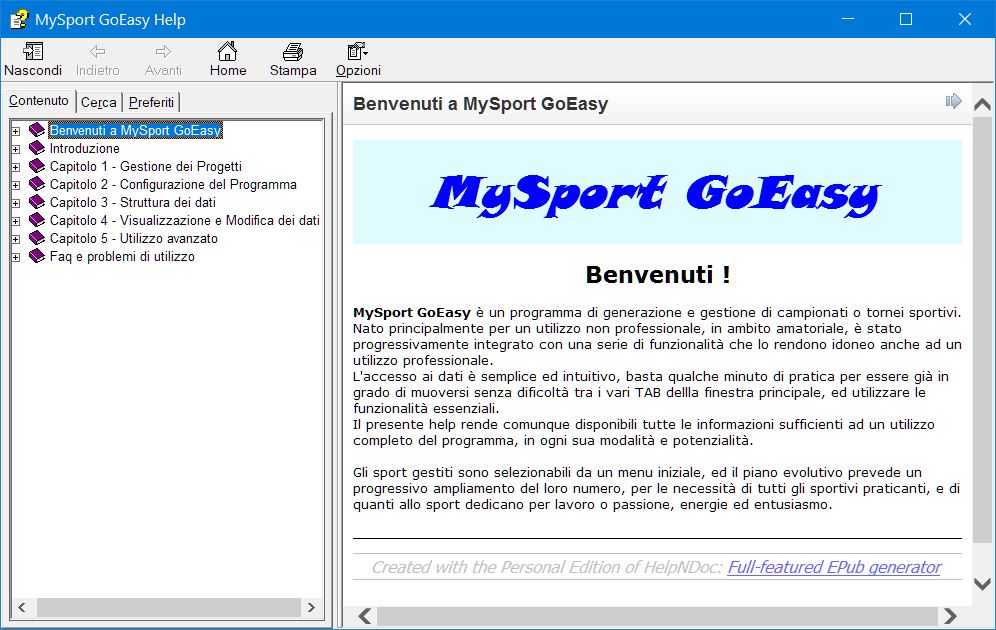 MySport GoEasy Help
Nascondi Indietro Avanti Home Stampa Opzioni
Contenuto Cerca Preferiti
Benvenuti a MySport GoEasy
Introduzione
Capitolo 1 - Gestione dei Progetti
Capitolo 2 - Configurazione del Programma
Capitolo 3 - Struttura dei dati
Capitolo 4 - Visualizzazione e Modifica dei dati
Capitolo 5 - Utilizzo avanzato
Faq e problemi di utilizzo
Benvenuti a MySport GoEasy
MySport GoEasy
Benvenuti !
MySport GoEasy è un programma di generazione e gestione di campionati o tornei sportivi.
Nato principalmente per un utilizzo non professionale, in ambito amatoriale, è stato
progressivamente integrato con una serie di funzionalità che lo rendono idoneo anche ad un
utilizzo professionale.
L'accesso ai dati è semplice ed intuitivo, basta qualche minuto di pratica per essere già in
grado di muoversi senza dificoltà tra i vari TAB dellla finestra principale, ed utilizzare le
funzionalità essenziali.
Il presente help rende comunque disponibili tutte le informazioni sufficienti ad un utilizzo
completo del programma, in ogni sua modalità e potenzialità.
Gli sport gestiti sono selezionabili da un menu iniziale, ed il piano evolutivo prevede un
progressivo ampliamento del loro numero, per le necessità di tutti gli sportivi praticanti, e di
quanti allo sport dedicano per lavoro o passione, energie ed entusiasmo.
Created with the Personal Edition of HelpNDoc: Full-featured EPub generator